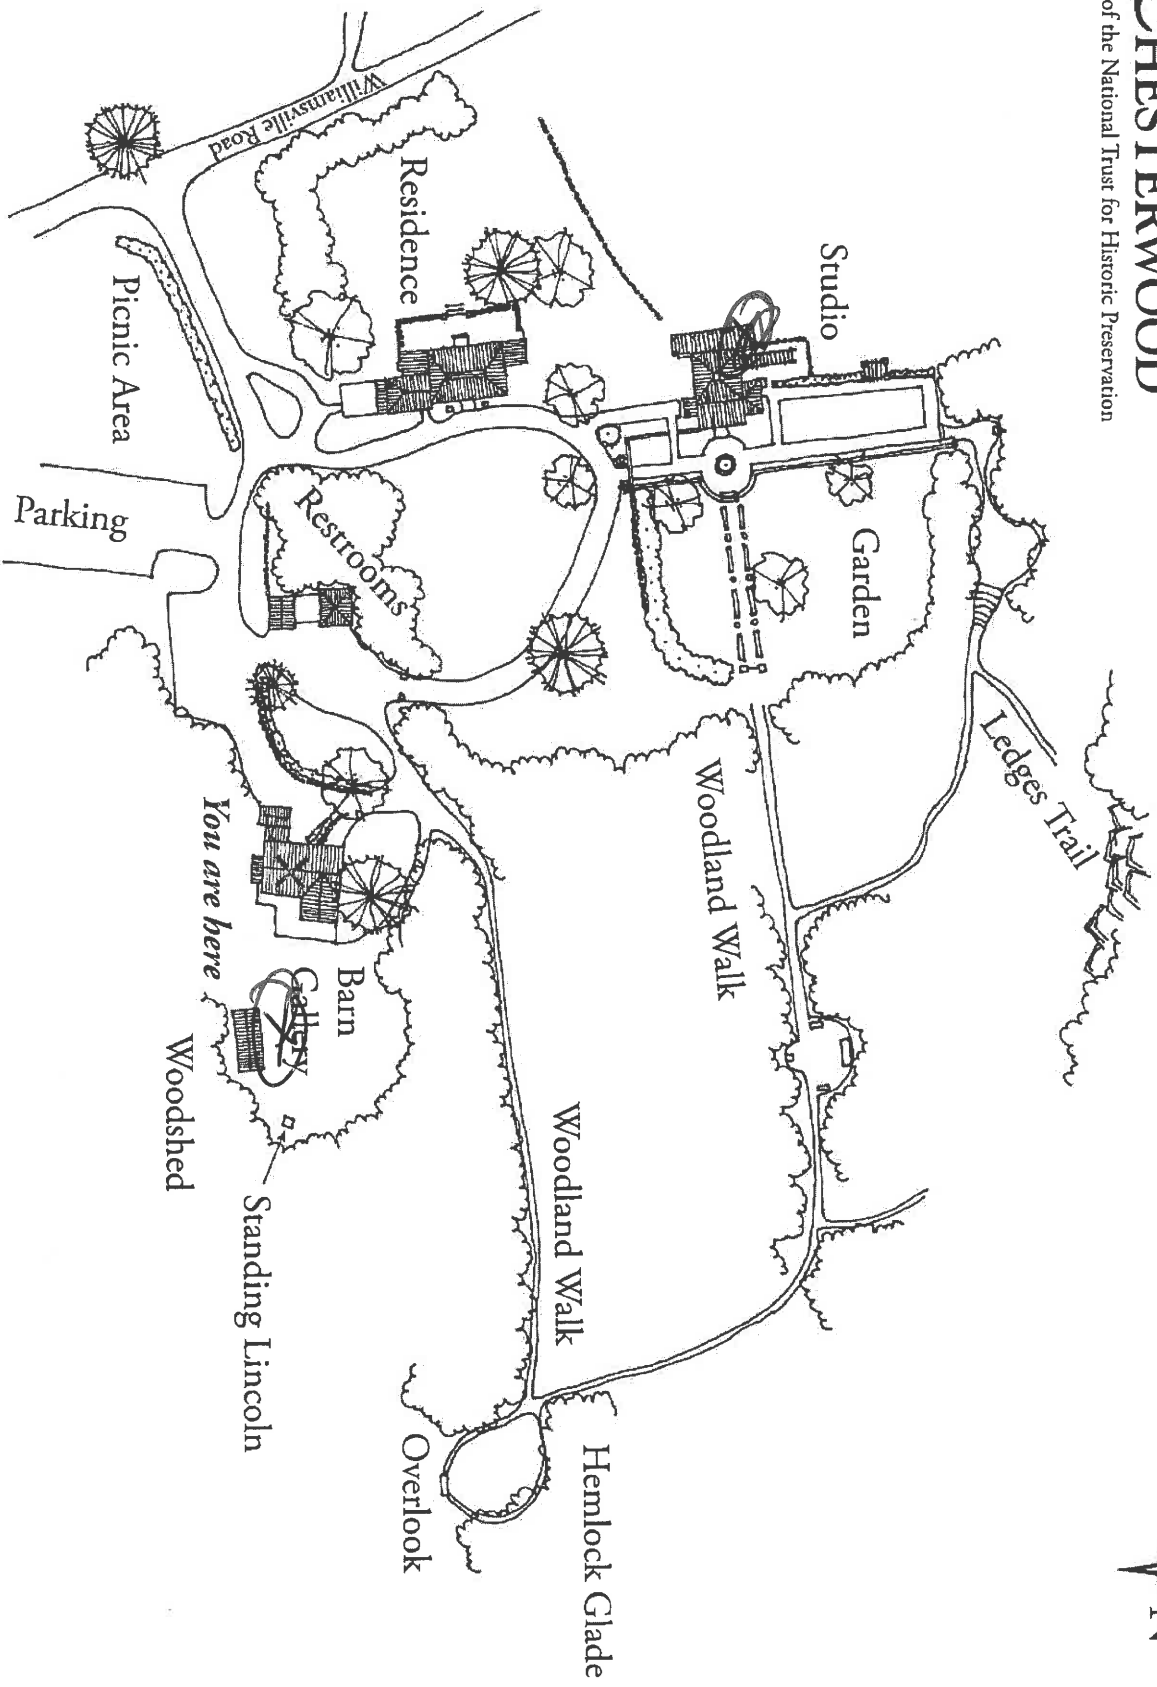 CHESTERWOOD
of the National Trust for Historic Preservation
N
Ledges Trail
Garden
Studio
Woodland Walk
Hemlock Glade
Woodland Walk
Residence
Overlook
Restrooms
Barn
Gallery
Williamsville Road
Standing Lincoln
You are here
Woodshed
Picnic Area
Parking